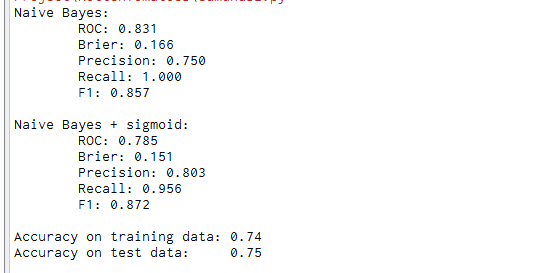 Naive Bayes:
ROC: 0.831
Brier: 0.166
Precision: 0.750
Recall: 1.000
F1: 0.857
Naive Bayes + sigmoid:
ROC: 0.785
Brier: 0.151
Precision: 0.803
Recall: 0.956
F1: 0.872
Accuracy on training data: 0.74
Accuracy on test data: 0.75